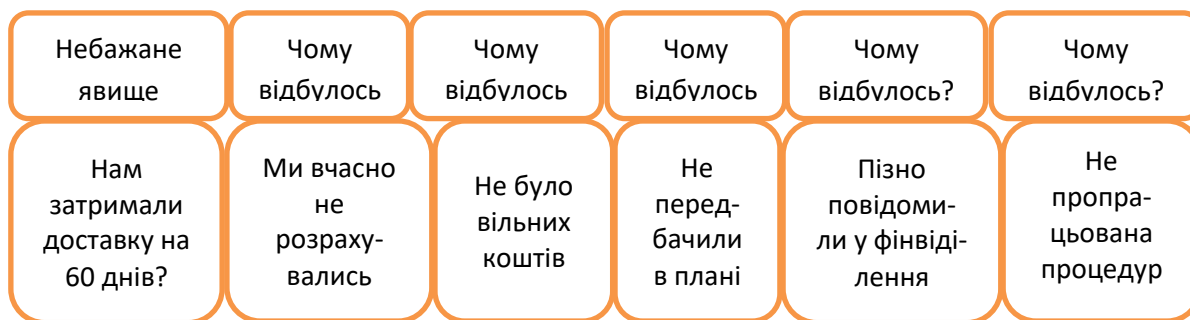 Небажане
явище
Чому
відбулось
Чому
відбулось
Чому
відбулось
Чому
відбулось?
Чому
відбулось?
Нам
затримали
доставку на
60 днів?
Ми вчасно
не
розраху-
вались
Не було
вільних
коштів
Не
перед-
бачили
в плані
Пізно
повідоми-
ли у фінвіді-
лення
Не
пропра-
цьована
процедур